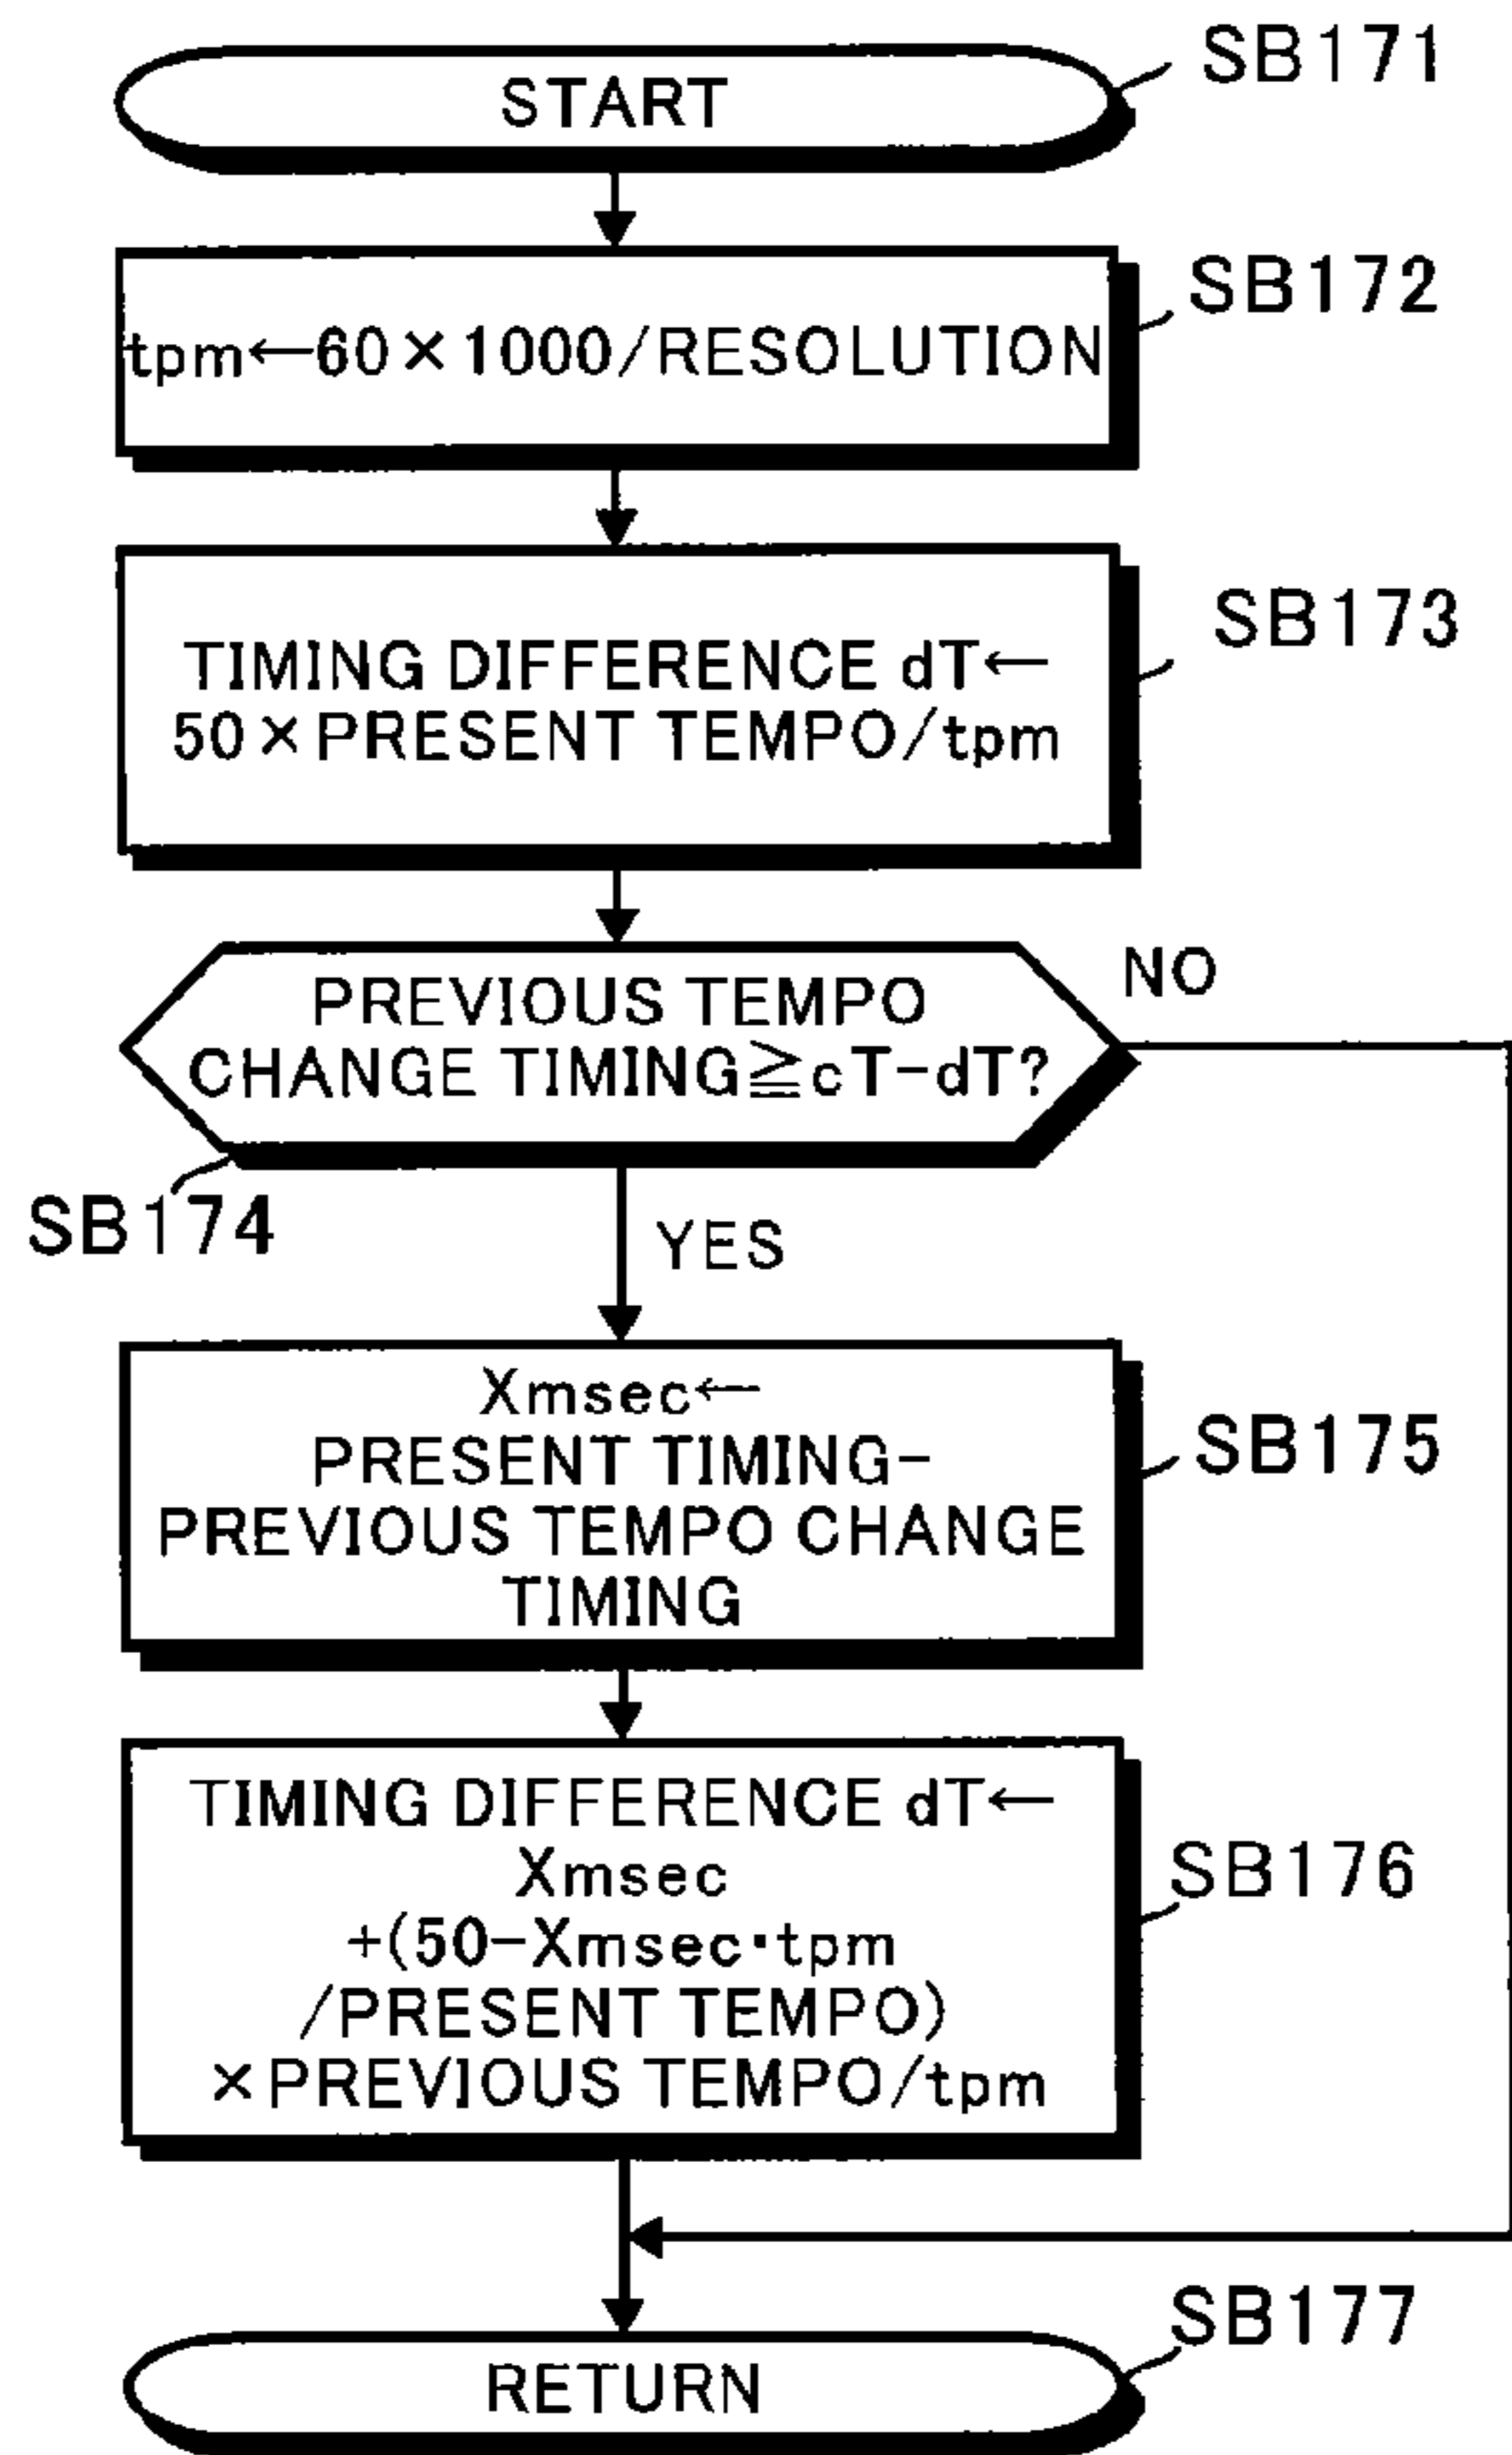 START
SB171
tpm←60×1000/RESOLUTION
SB172
TIMING DIFFERENCE dT←
50×PRESENT TEMPO/tpm
SB173
PREVIOUS TEMPO
CHANGE TIMING≧cT-dT?
NO
SB174
YES
Xmsec←
PRESENT TIMING-
PREVIOUS TEMPO CHANGE
TIMING
SB175
TIMING DIFFERENCE dT←
Xmsec
+(50-Xmsec·tpm
/PRESENT TEMPO)
×PREVIOUS TEMPO/tpm
SB176
RETURN
SB177